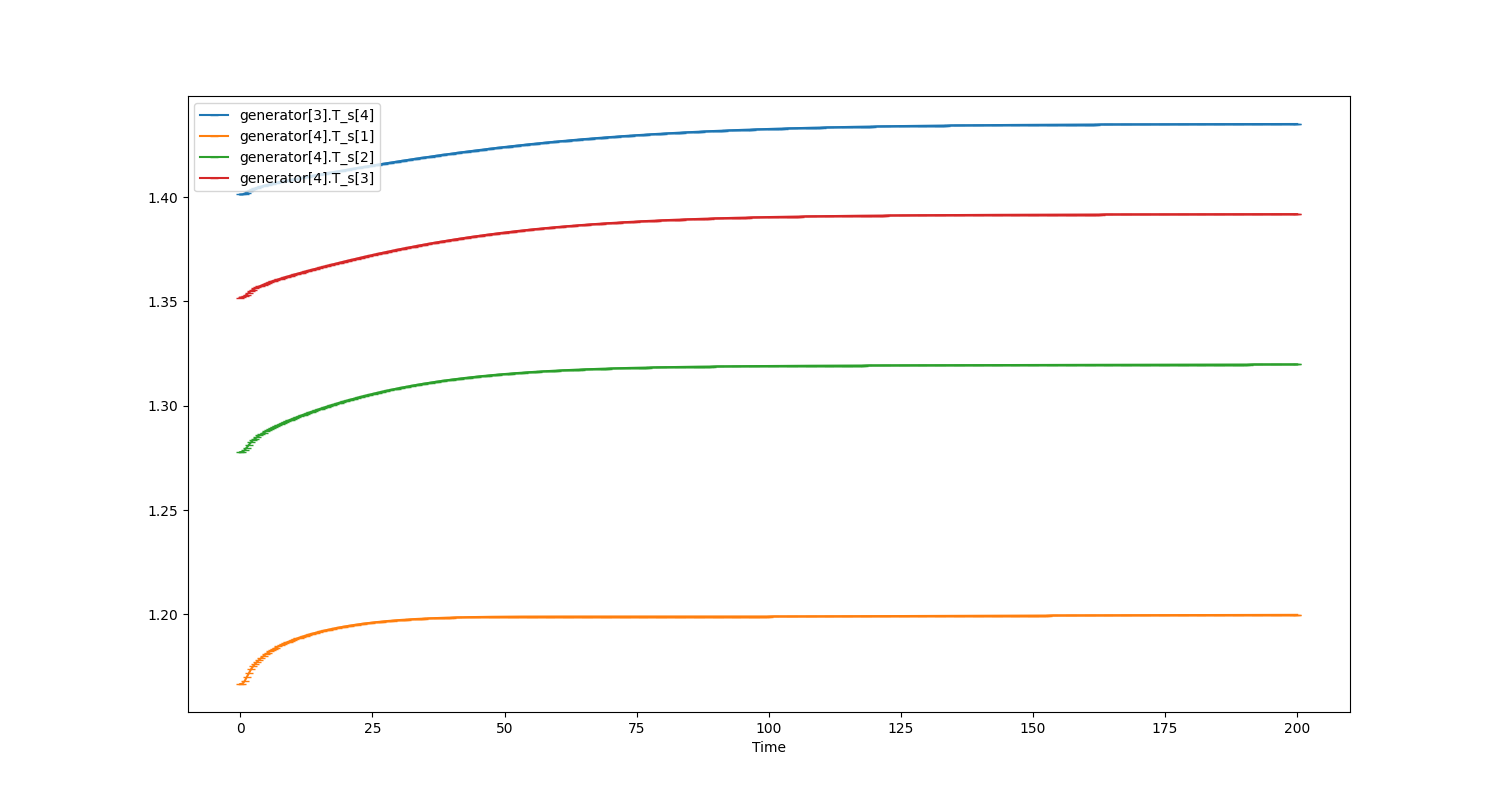 generator[3].T_s[4]
generator[4].T_s[1]
generator[4].T_s[2]
generator[4].T_s[3]
1.40
1.35
1.30
1.25
1.20
0 25 50 75 100 125 150 175 200
Time